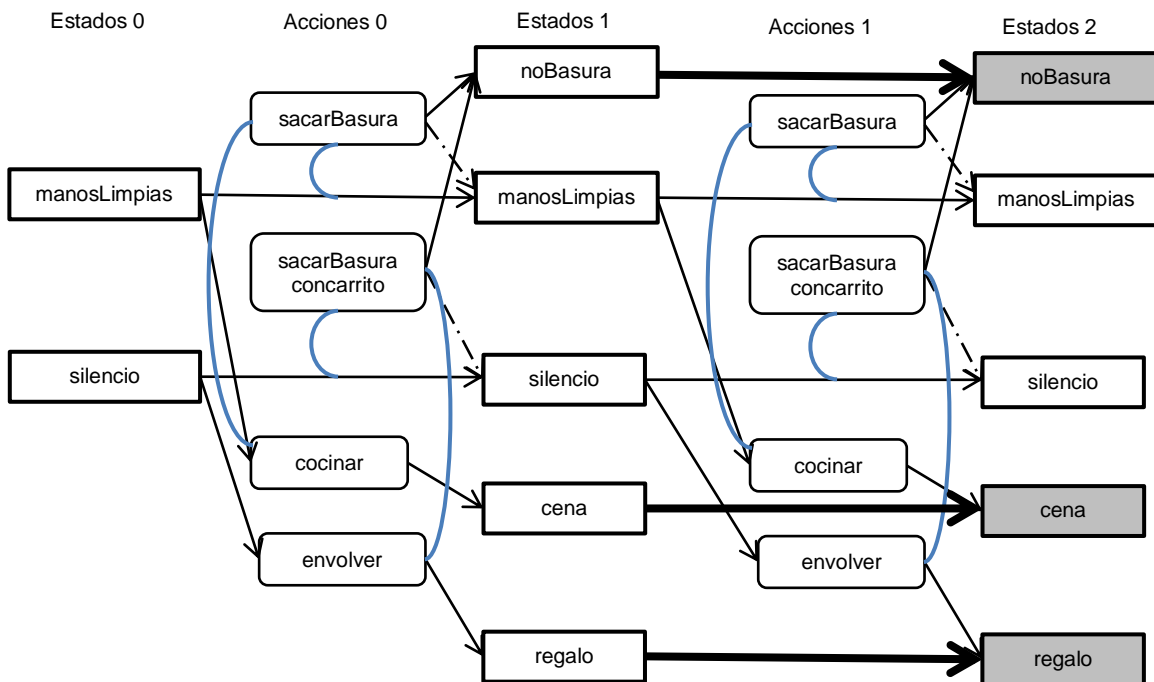 Estados 0
Acciones 0
Estados 1
Acciones 1
Estados 2
noBasura
noBasura
sacarBasura
sacarBasura
manosLimpias
manosLimpias
manosLimpias
sacarBasura
concarrito
sacarBasura
concarrito
silencio
silencio
silencio
cocinar
cocinar
cena
cena
envolver
envolver
regalo
regalo